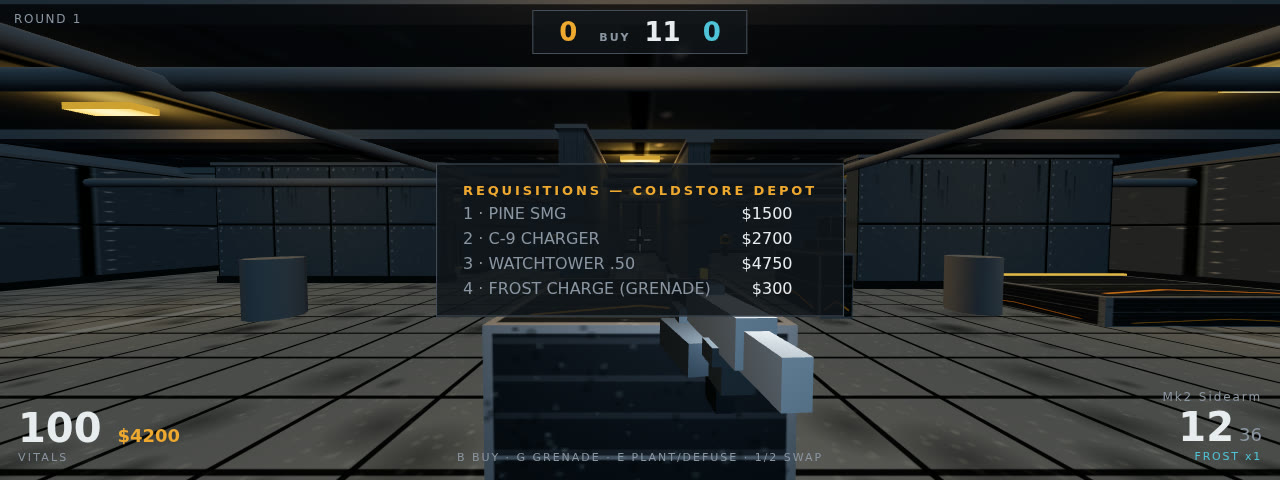 ROUND 1
0 BUY 11 0
REQUISITIONS — COLDSTORE DEPOT
1 · PINE SMG $1500
2 · C-9 CHARGER $2700
3 · WATCHTOWER .50 $4750
4 · FROST CHARGE (GRENADE) $300
100 $4200
VITALS
B BUY · G GRENADE · E PLANT/DEFUSE · 1/2 SWAP
Mk2 Sidearm
12 36
FROST x1